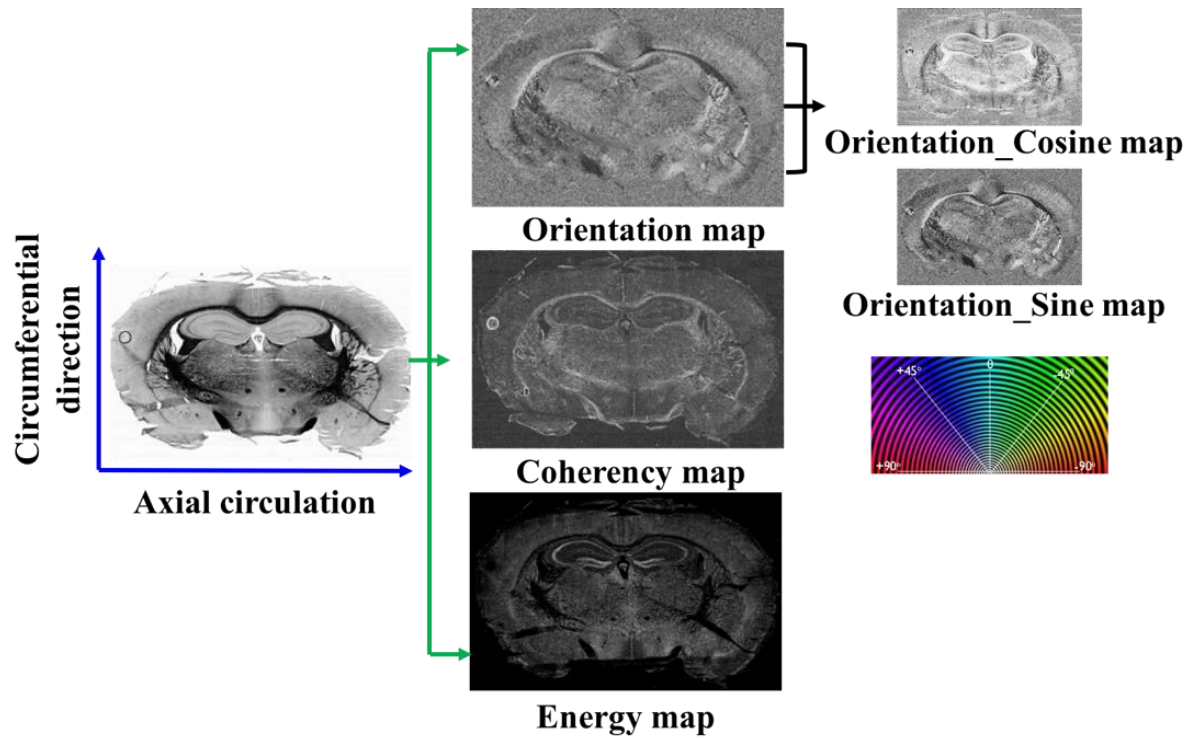 Circumferential
direction
Axial circulation
Orientation map
Coherency map
Energy map
Orientation_Cosine map
Orientation_Sine map
+45°
0
-45°
+90°
-90°